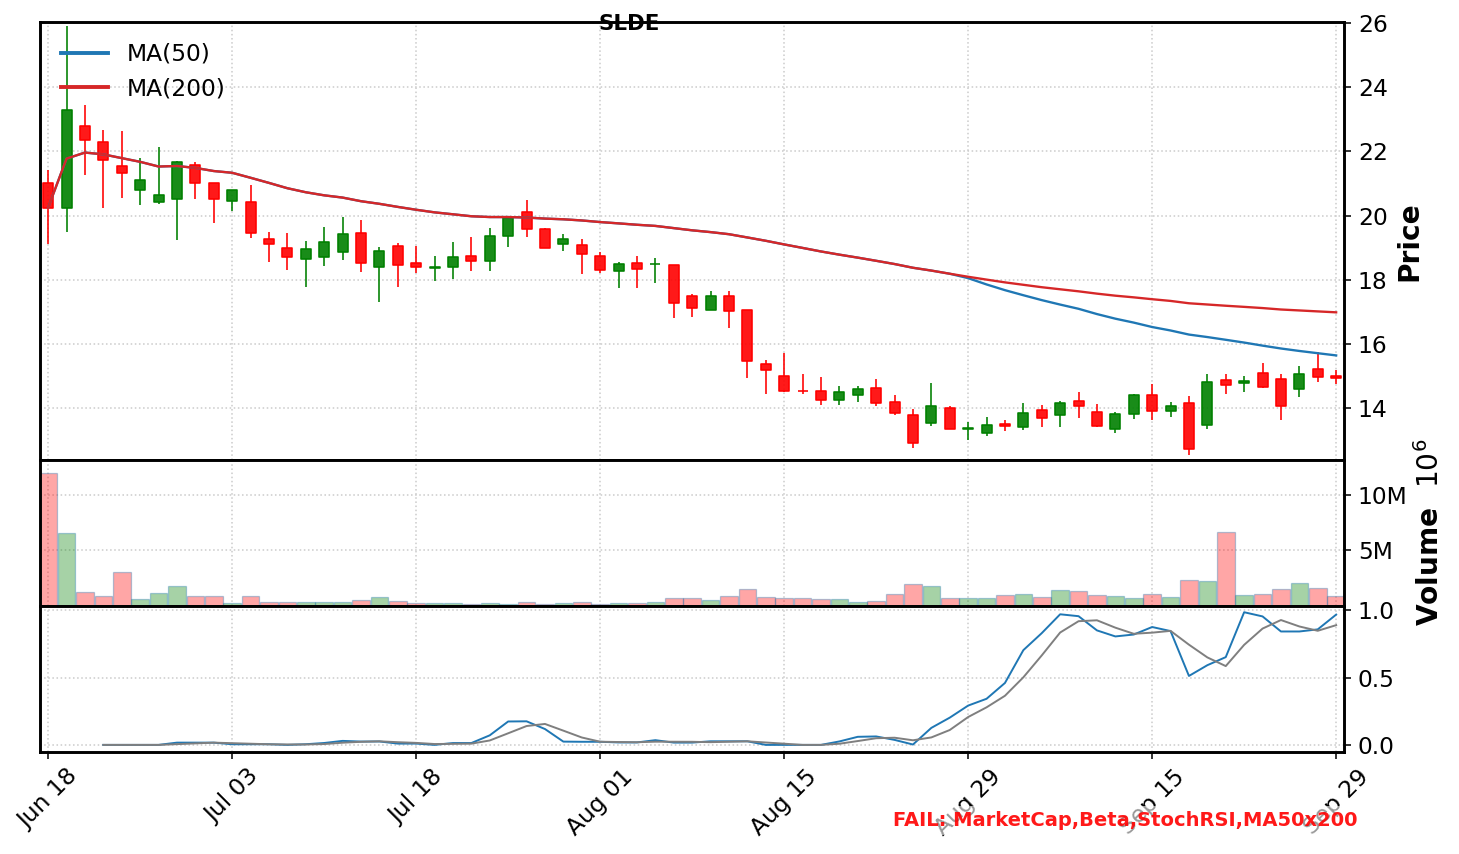 SLDE
MA(50)
MA(200)
26
24
22
20
18
16
14
Price
10M
5M
Volume 10^6
1.0
0.5
0.0
Jun 18
Jul 03
Jul 18
Aug 01
Aug 15
Aug 29
Sep 15
Sep 29
FAIL: MarketCap,Beta,StochRSI,MA50x200